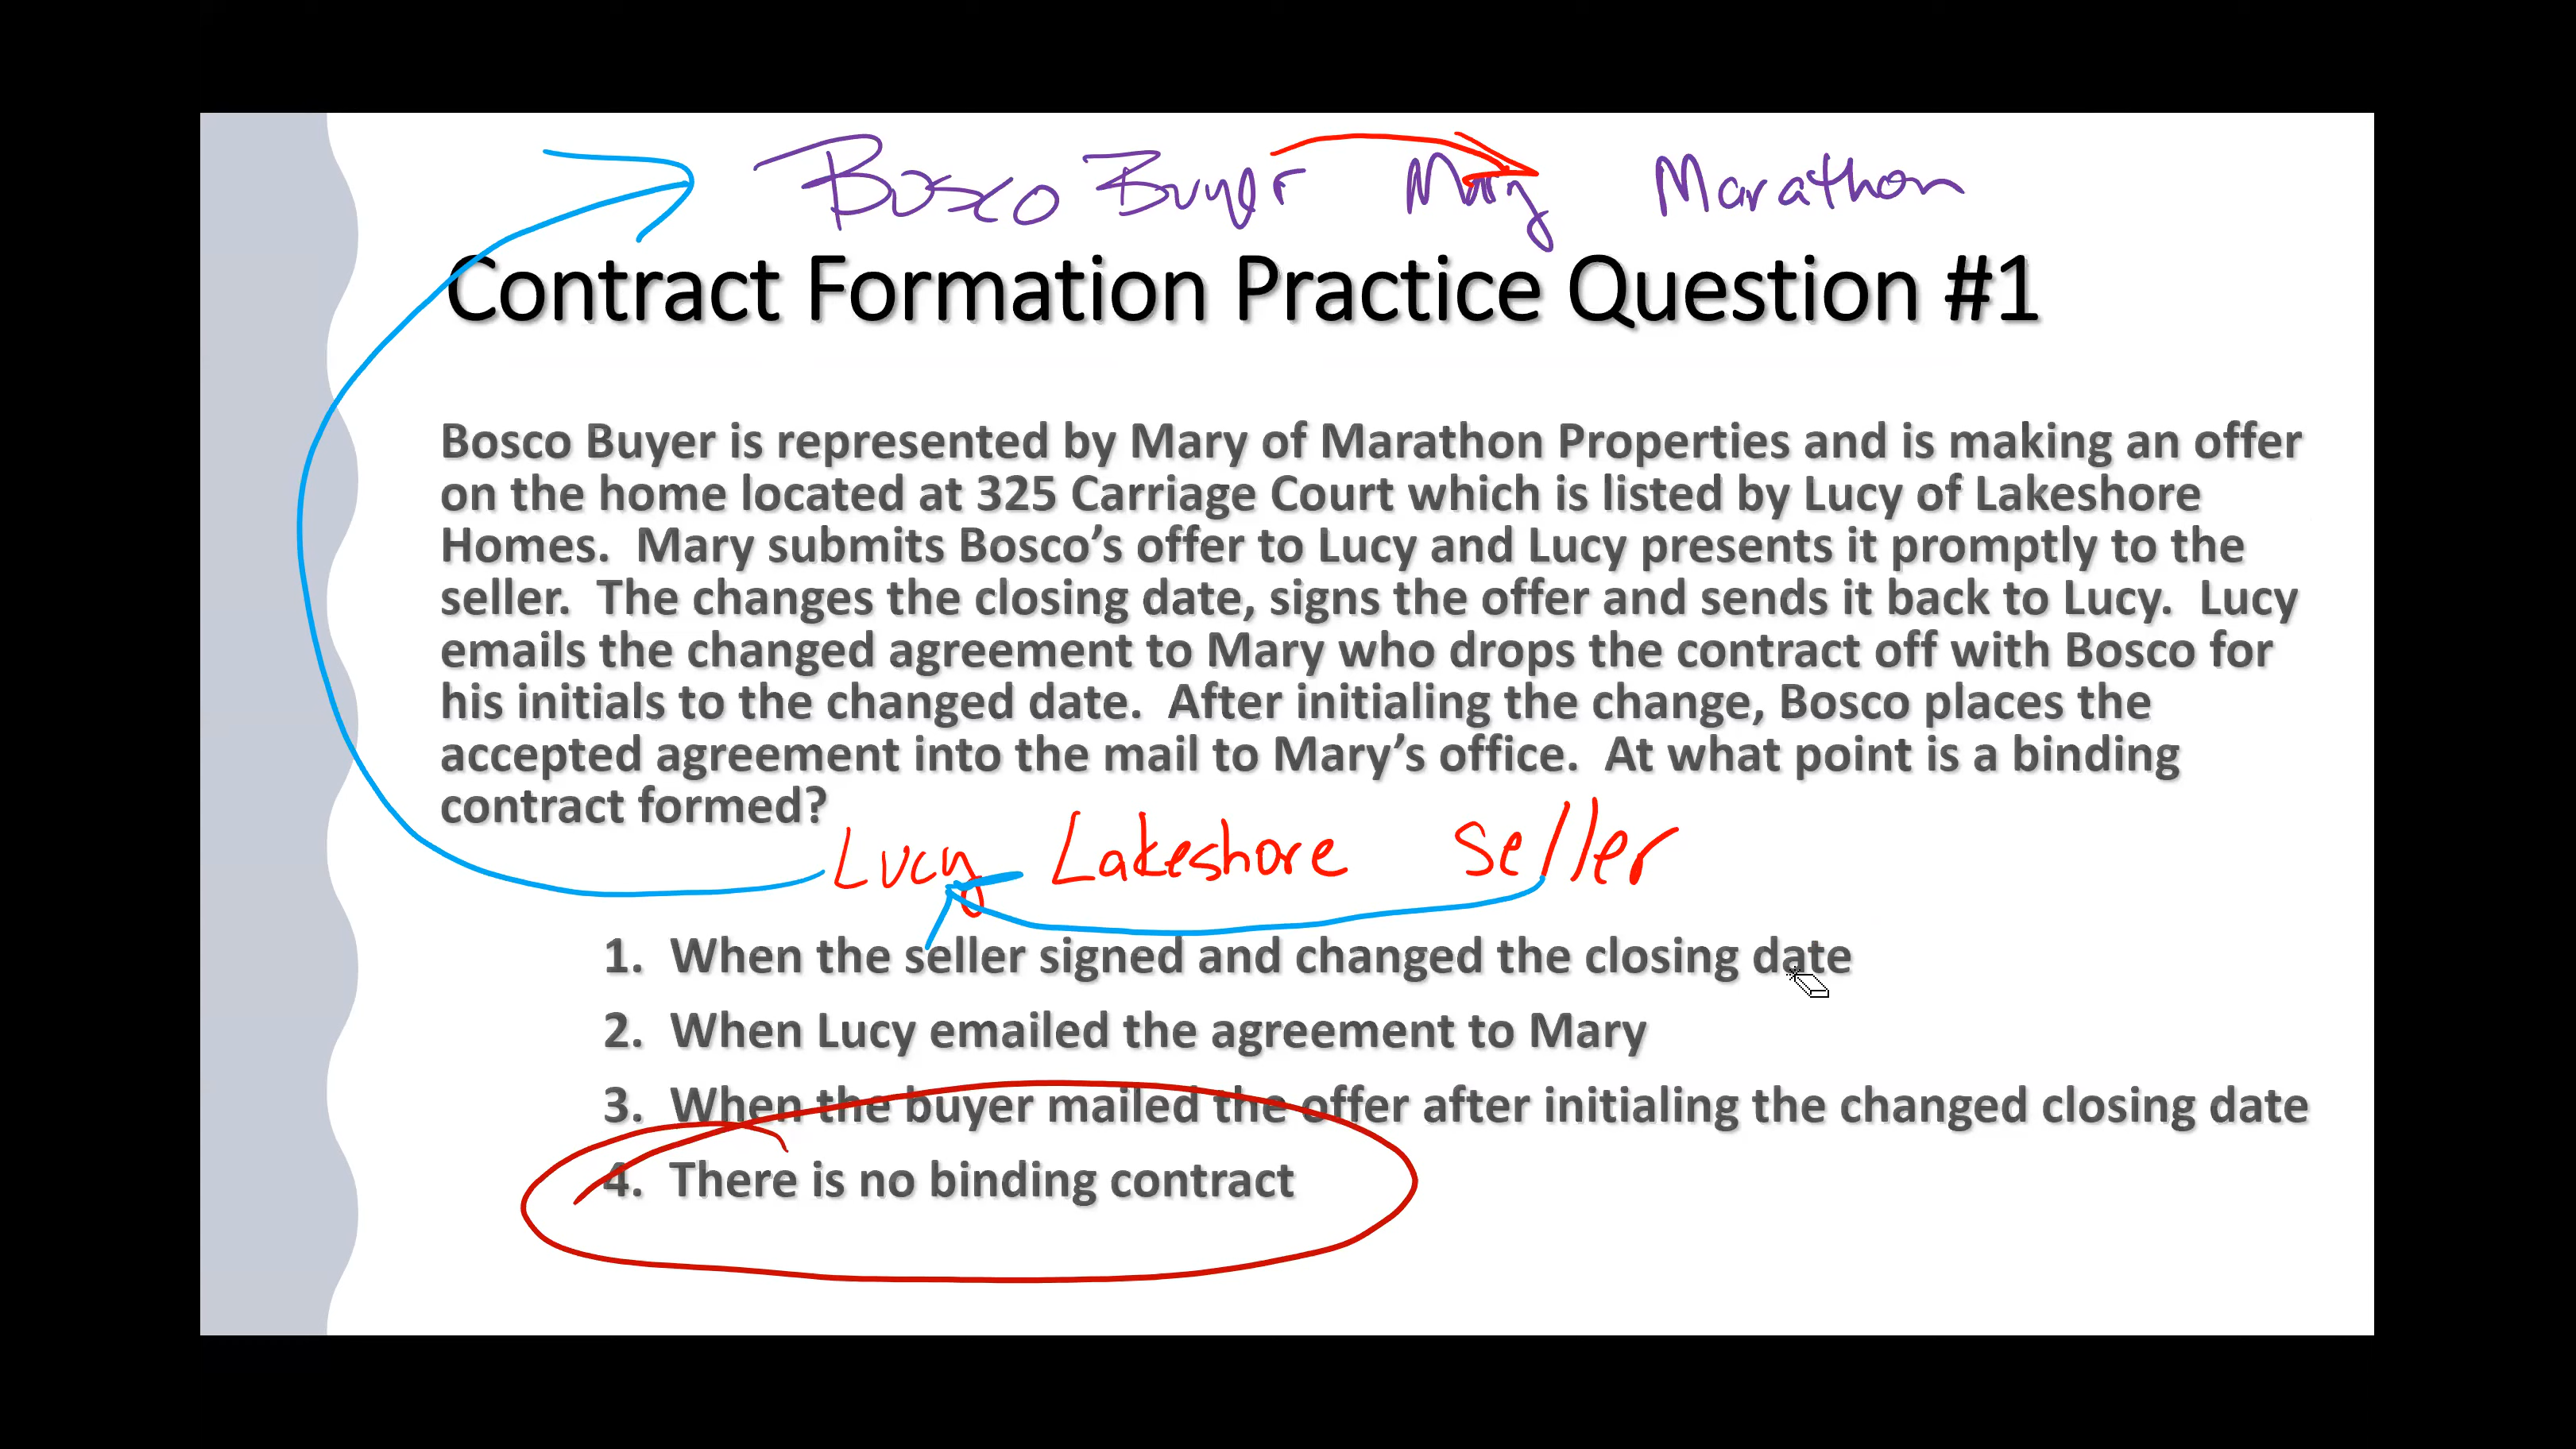 Bosco Buyer Mary Marathon
Contract Formation Practice Question #1
Bosco Buyer is represented by Mary of Marathon Properties and is making an offer
on the home located at 325 Carriage Court which is listed by Lucy of Lakeshore
Homes. Mary submits Bosco’s offer to Lucy and Lucy presents it promptly to the
seller. The changes the closing date, signs the offer and sends it back to Lucy. Lucy
emails the changed agreement to Mary who drops the contract off with Bosco for
his initials to the changed date. After initialing the change, Bosco places the
accepted agreement into the mail to Mary’s office. At what point is a binding
contract formed?
Lucy Lakeshore Seller
1. When the seller signed and changed the closing date
2. When Lucy emailed the agreement to Mary
3. When the buyer mailed the offer after initialing the changed closing date
4. There is no binding contract